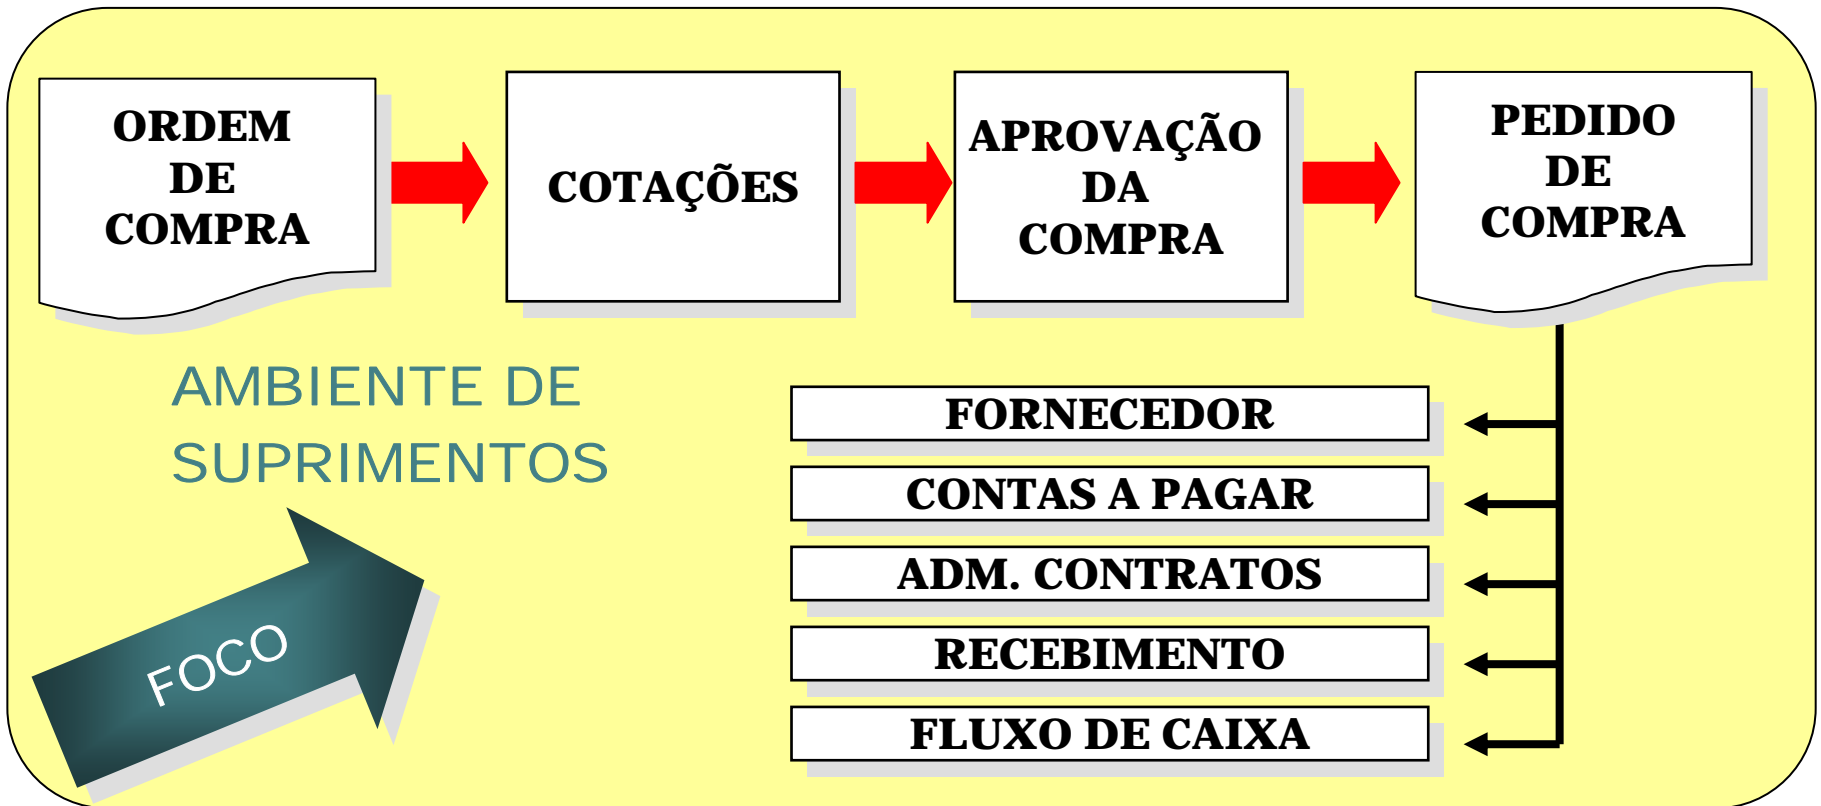 ORDEM
DE
COMPRA
COTAÇÕES
APROVAÇÃO
DA
COMPRA
PEDIDO
DE
COMPRA
AMBIENTE DE
SUPRIMENTOS
FOCO
FORNECEDOR
CONTAS A PAGAR
ADM. CONTRATOS
RECEBIMENTO
FLUXO DE CAIXA